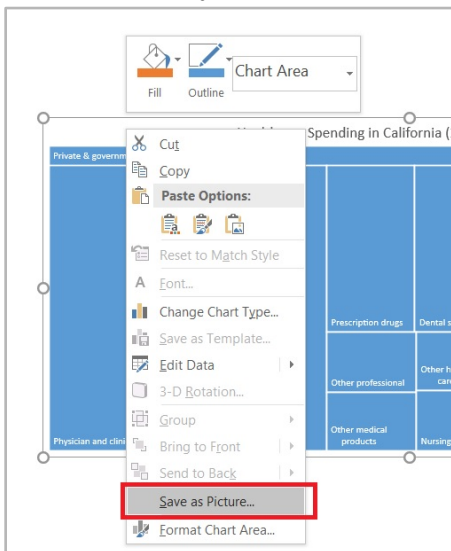 Chart Area
Fill
Outline
Spending in California (
Private & governm
Cut
Copy
Paste Options:
Reset to Match Style
A Font...
Change Chart Type...
Save as Template...
Edit Data
3-D Rotation...
Group
Bring to Front
Send to Back
Save as Picture...
Format Chart Area...
Physician and clini
Prescription drugs
Dental s
Other professional
Other h
car
Other medical
products
Nursing